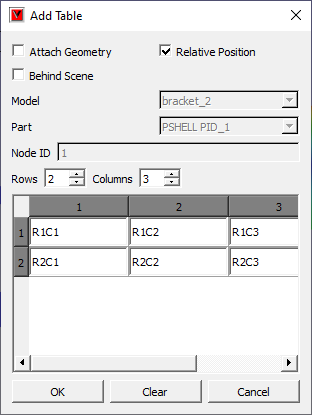 Add Table
Attach Geometry Relative Position
Behind Scene
Model bracket_2
Part PSHELL PID_1
Node ID 1
Rows 2 Columns 3
1 2 3
1 R1C1 R1C2 R1C3
2 R2C1 R2C2 R2C3
OK Clear Cancel